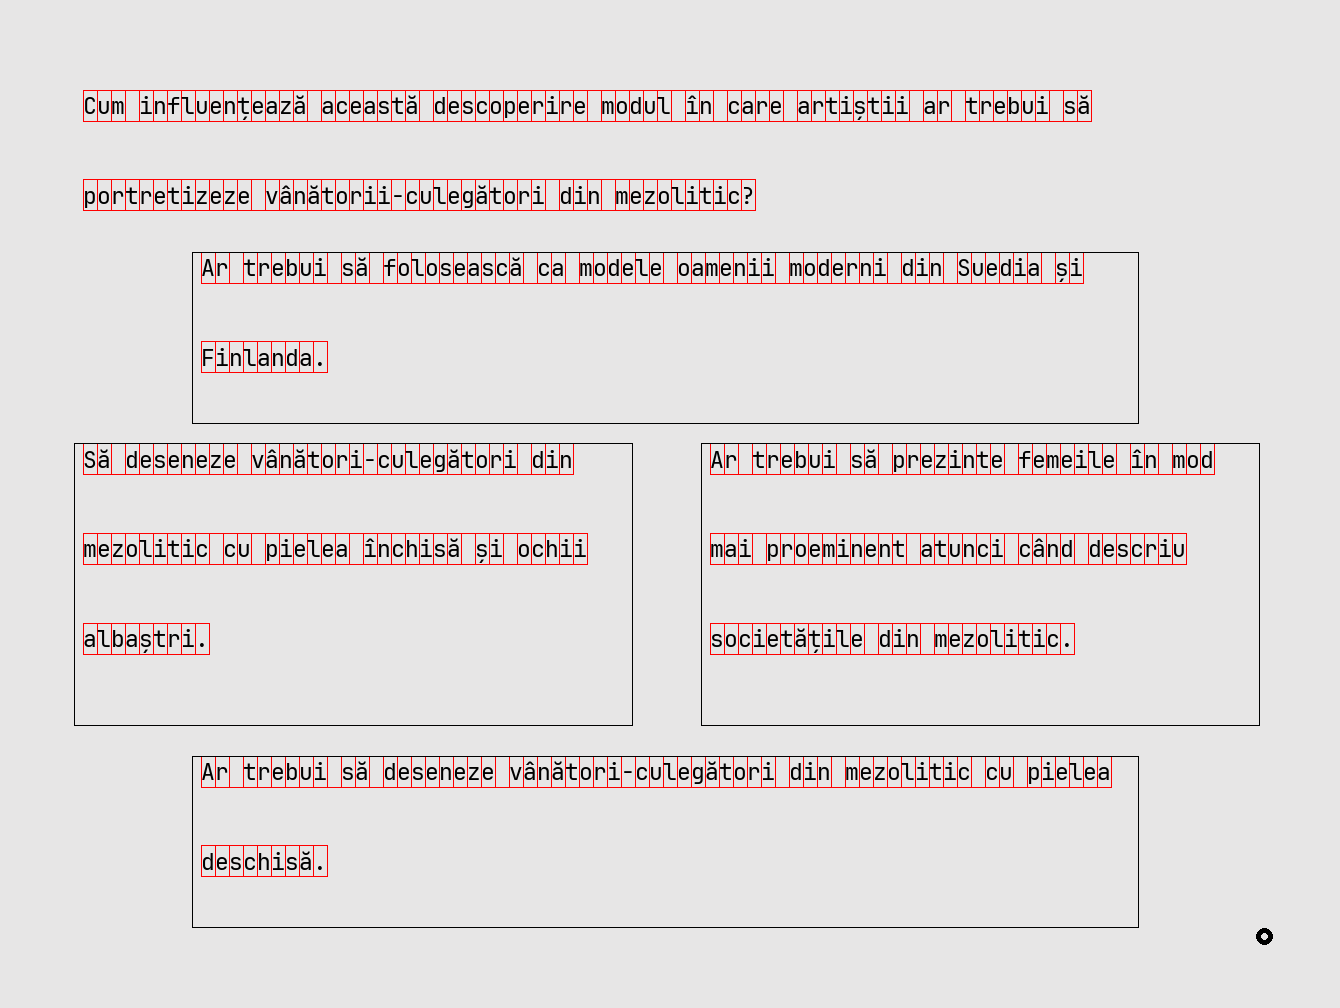 Cum influențează această descoperire modul în care artiștii ar trebui să
portretizeze vânătorii-culegători din mezolitic?
Ar trebui să folosească ca modele oamenii moderni din Suedia și
Finlanda.
Să deseneze vânători-culegători din
mezolitic cu pielea închisă și ochii
albaștri.
Ar trebui să prezinte femeile în mod
mai proeminent atunci când descriu
societățile din mezolitic.
Ar trebui să deseneze vânători-culegători din mezolitic cu pielea
deschisă.